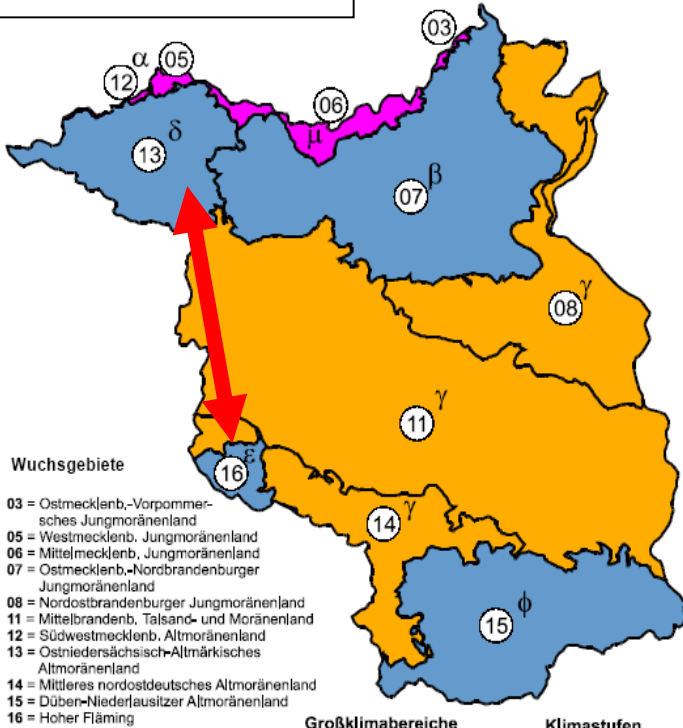 03
α
05
12
06
μ
δ
13
β
07
γ
08
γ
11
ε
16
γ
14
ϕ
15
Wuchsgebiete
03 = Ostmecklenb.-Vorpommer-
sches Jungmoränenland
05 = Westmecklenb. Jungmoränenland
06 = Mittelmecklenb. Jungmoränenland
07 = Ostmecklenb.-Nordbrandenburger
Jungmoränenland
08 = Nordostbrandenburger Jungmoränenland
11 = Mittelbrandenb. Talsand- und Moränenland
12 = Südwestmecklenb. Altmoränenland
13 = Ostniedersächsisch-Altmärkisches
Altmoränenland
14 = Mittleres nordostdeutsches Altmoränenland
15 = Düben-Niederlausitzer Altmoränenland
16 = Hoher Fläming
Großklimabereiche
Klimastufen